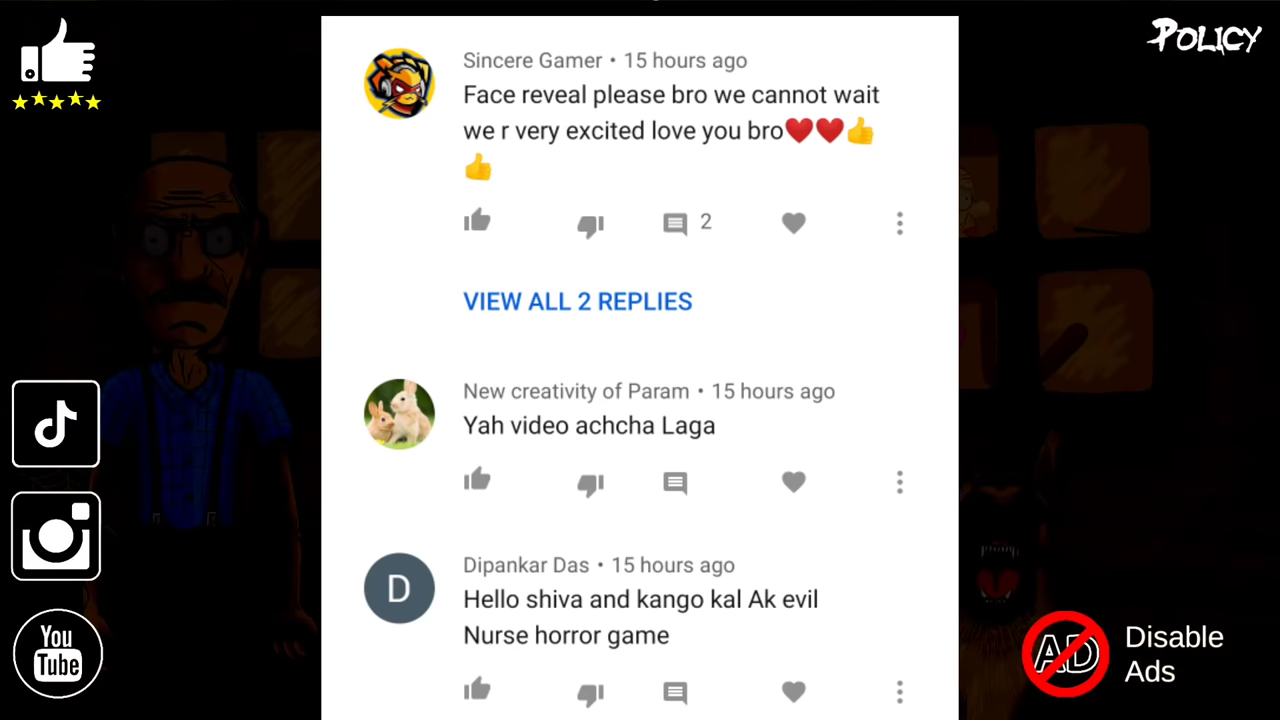 POLICY
Sincere Gamer • 15 hours ago
Face reveal please bro we cannot wait
we r very excited love you bro❤️❤️👍
👍
2
VIEW ALL 2 REPLIES
New creativity of Param • 15 hours ago
Yah video achcha Laga
D
Dipankar Das • 15 hours ago
Hello shiva and kango kal Ak evil
Nurse horror game
You
Tube
AD
Disable
Ads